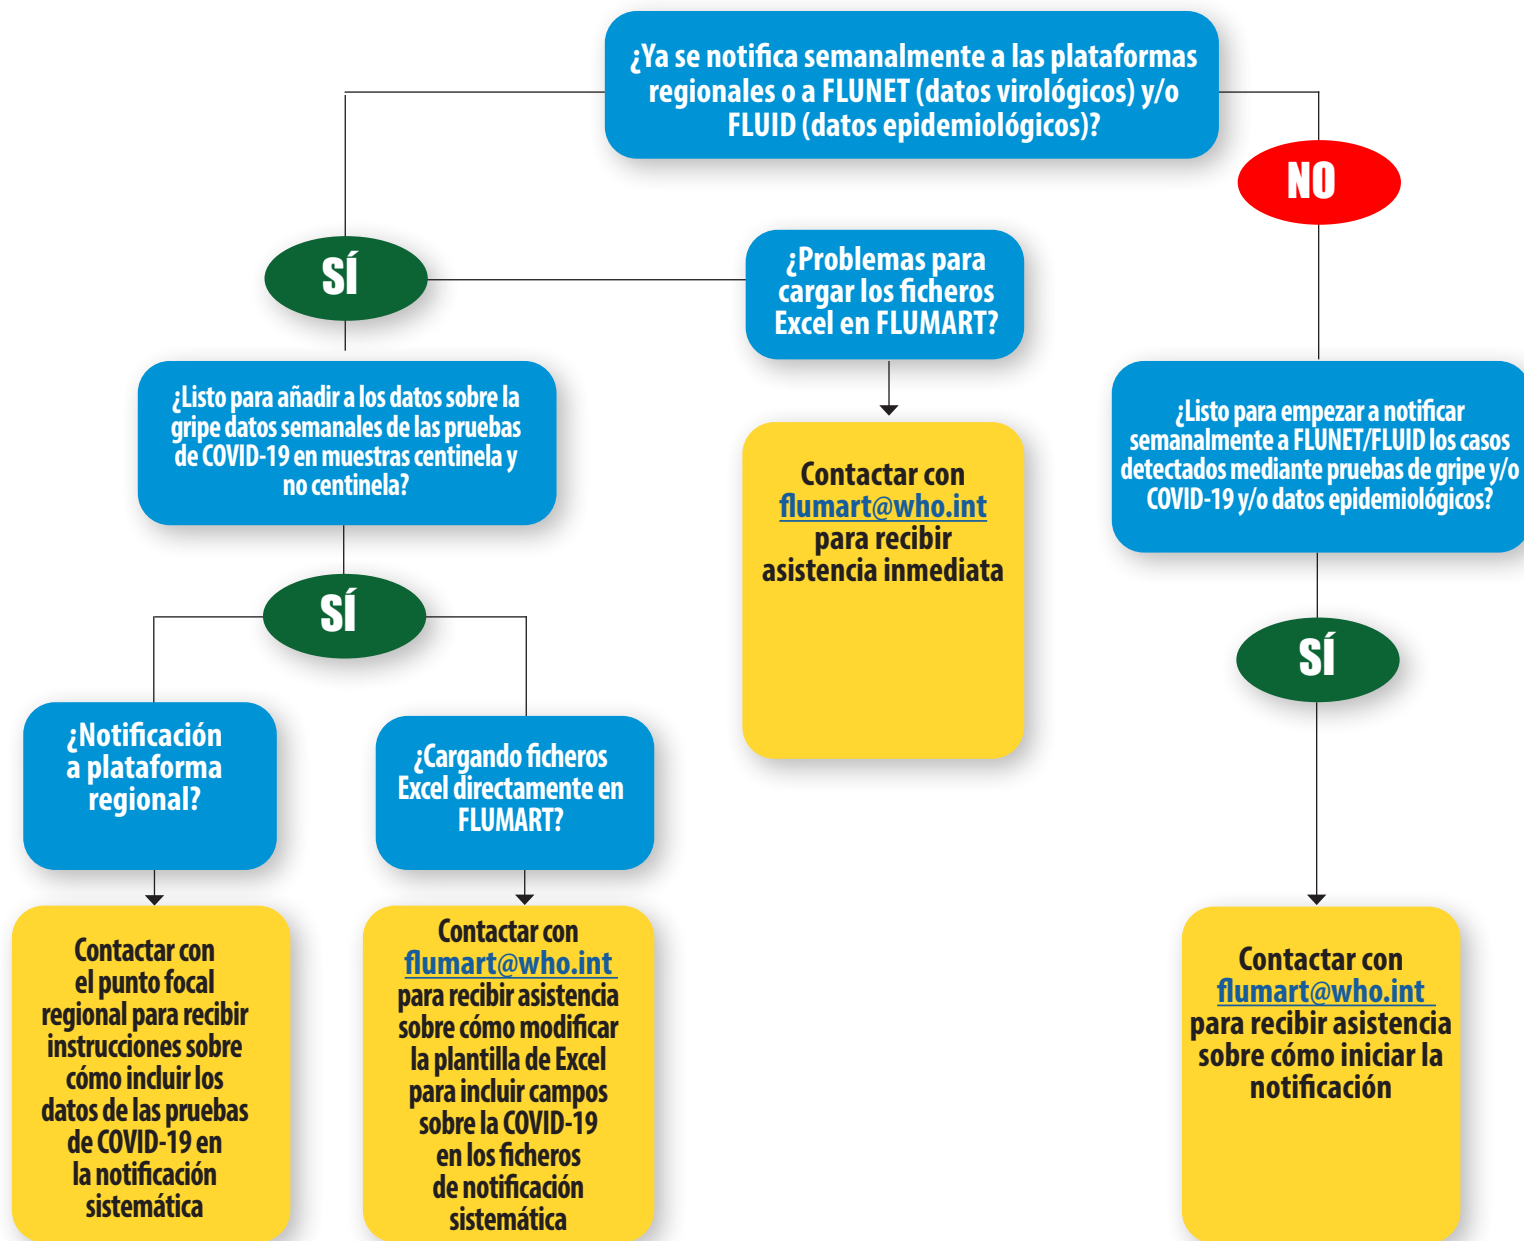 ¿Ya se notifica semanalmente a las plataformas
regionales o a FLUNET (datos virológicos) y/o
FLUID (datos epidemiológicos)?
NO
SÍ
¿Problemas para
cargar los ficheros
Excel en FLUMART?
¿Listo para añadir a los datos sobre la
gripe datos semanales de las pruebas
de COVID-19 en muestras centinela y
no centinela?
Contactar con
flumart@who.int
para recibir
asistencia inmediata
¿Listo para empezar a notificar
semanalmente a FLUNET/FLUID los casos
detectados mediante pruebas de gripe y/o
COVID-19 y/o datos epidemiológicos?
SÍ
SÍ
¿Notificación
a plataforma
regional?
¿Cargando ficheros
Excel directamente en
FLUMART?
Contactar con
el punto focal
regional para recibir
instrucciones sobre
cómo incluir los
datos de las pruebas
de COVID-19 en
la notificación
sistemática
Contactar con
flumart@who.int
para recibir asistencia
sobre cómo modificar
la plantilla de Excel
para incluir campos
sobre la COVID-19
en los ficheros
de notificación
sistemática
Contactar con
flumart@who.int
para recibir asistencia
sobre cómo iniciar la
notificación